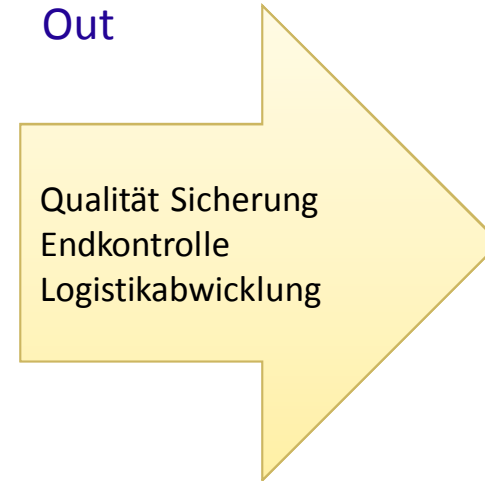 Out
Qualität Sicherung
Endkontrolle
Logistikabwicklung